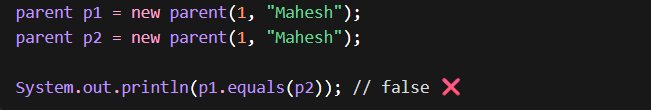 parent p1 = new parent(1, "Mahesh");
parent p2 = new parent(1, "Mahesh");
System.out.println(p1.equals(p2)); // false ❌